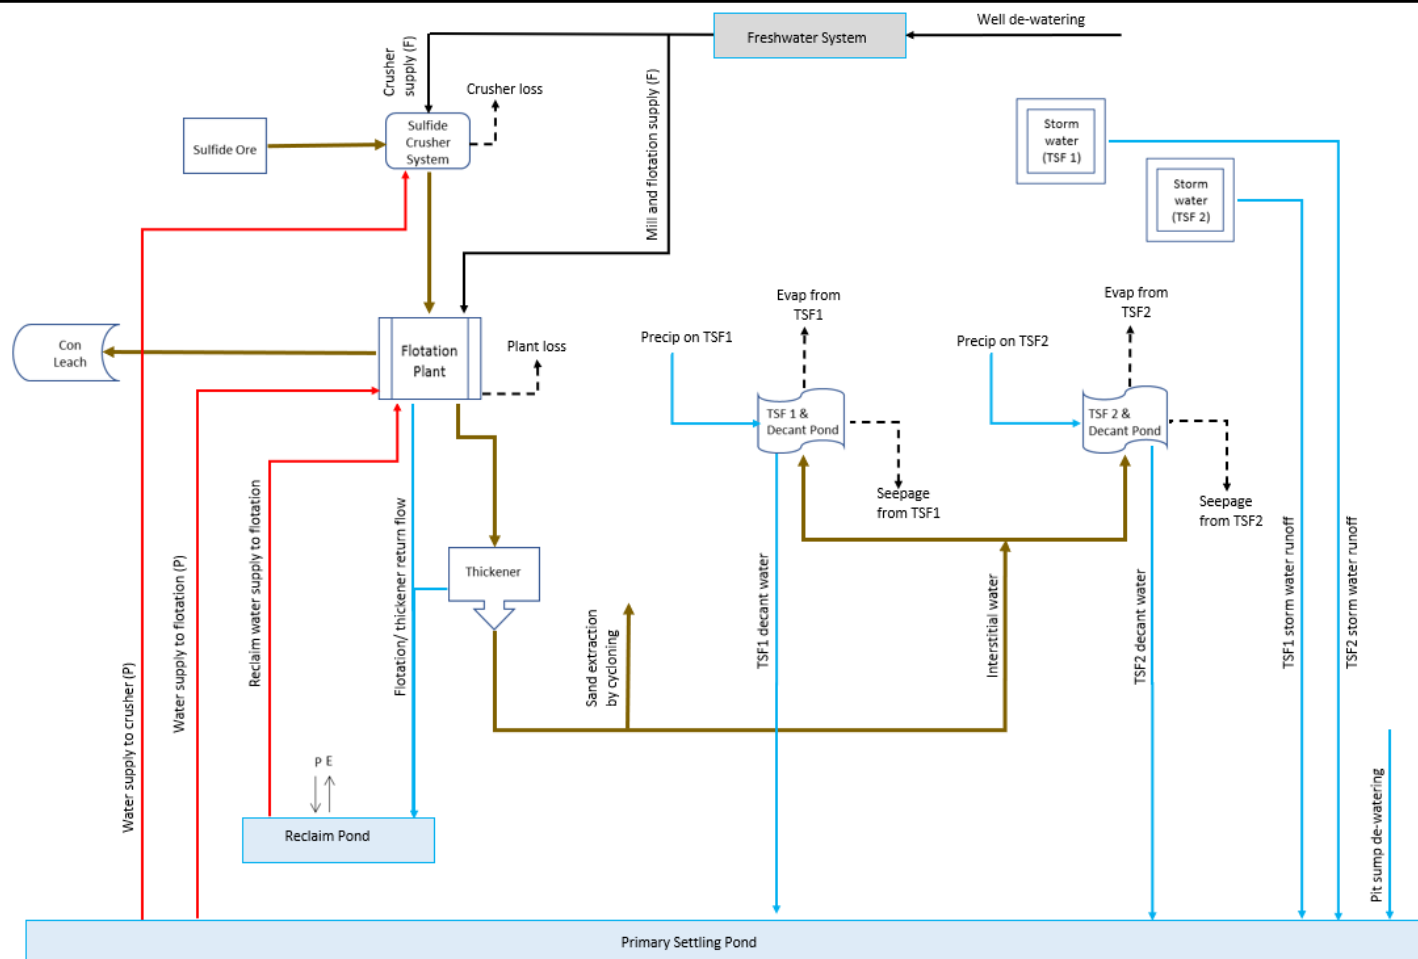 Well de-watering
Freshwater System
Crusher
supply (F)
Mill and flotation supply (F)
Crusher loss
Sulfide Ore
Sulfide
Crusher
System
Storm
water
(TSF 1)
Storm
water
(TSF 2)
Con
Leach
Flotation
Plant
Plant loss
Precip on TSF1
Evap from
TSF1
Precip on TSF2
Evap from
TSF2
TSF 1 &
Decant Pond
TSF 2 &
Decant Pond
Seepage
from TSF1
Seepage
from TSF2
Water supply to crusher (P)
Water supply to flotation (P)
Reclaim water supply to flotation
Flotation/ thickener return flow
Thickener
Sand extraction
by cycloning
TSF1 decant water
Interstitial water
TSF2 decant water
TSF1 storm water runoff
TSF2 storm water runoff
Pit sump de-watering
P E
Reclaim Pond
Primary Settling Pond